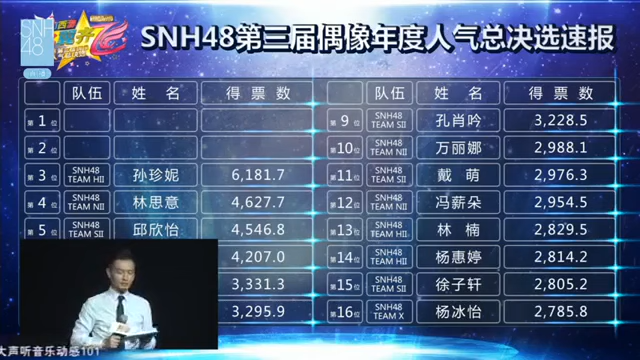 SNH48第三届偶像年度人气总决选速报
SNH
48
队伍 姓名 得票数
第1位
第2位
第3位 SNH48 TEAM HII 孙珍妮 6,181.7
第4位 SNH48 TEAM NII 林思意 4,627.7
第5位 SNH48 TEAM SII 邱欣怡 4,546.8
4,207.0
3,331.3
3,295.9
队伍 姓名 得票数
第9位 SNH48 TEAM SII 孔肖吟 3,228.5
第10位 SNH48 TEAM NII 万丽娜 2,988.1
第11位 SNH48 TEAM SII 戴萌 2,976.3
第12位 SNH48 TEAM NII 冯薪朵 2,954.5
第13位 SNH48 TEAM HII 林楠 2,829.5
第14位 SNH48 TEAM HII 杨惠婷 2,814.2
第15位 SNH48 TEAM SII 徐子轩 2,805.2
第16位 SNH48 TEAM X 杨冰怡 2,785.8
大声听音乐动感101